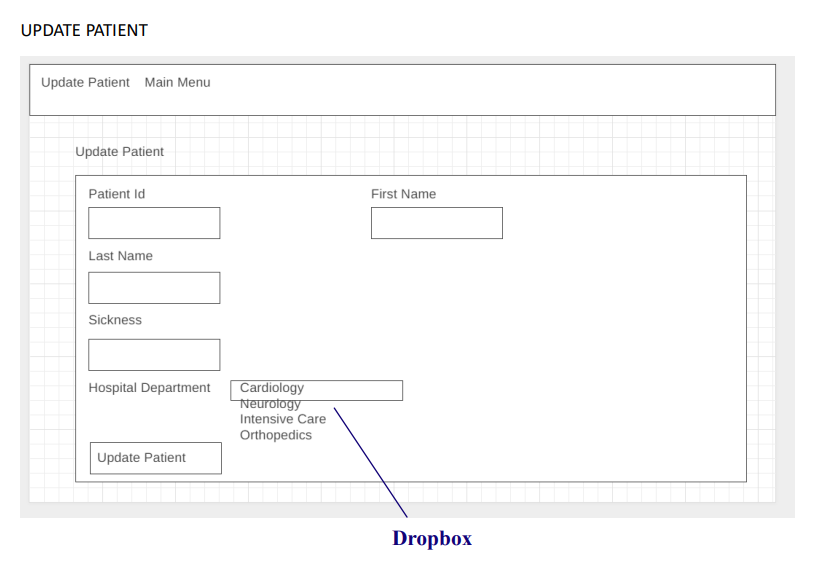 UPDATE PATIENT
Update Patient Main Menu
Update Patient
Patient Id First Name
Last Name
Sickness
Hospital Department Cardiology
Neurology
Intensive Care
Orthopedics
Update Patient
Dropbox